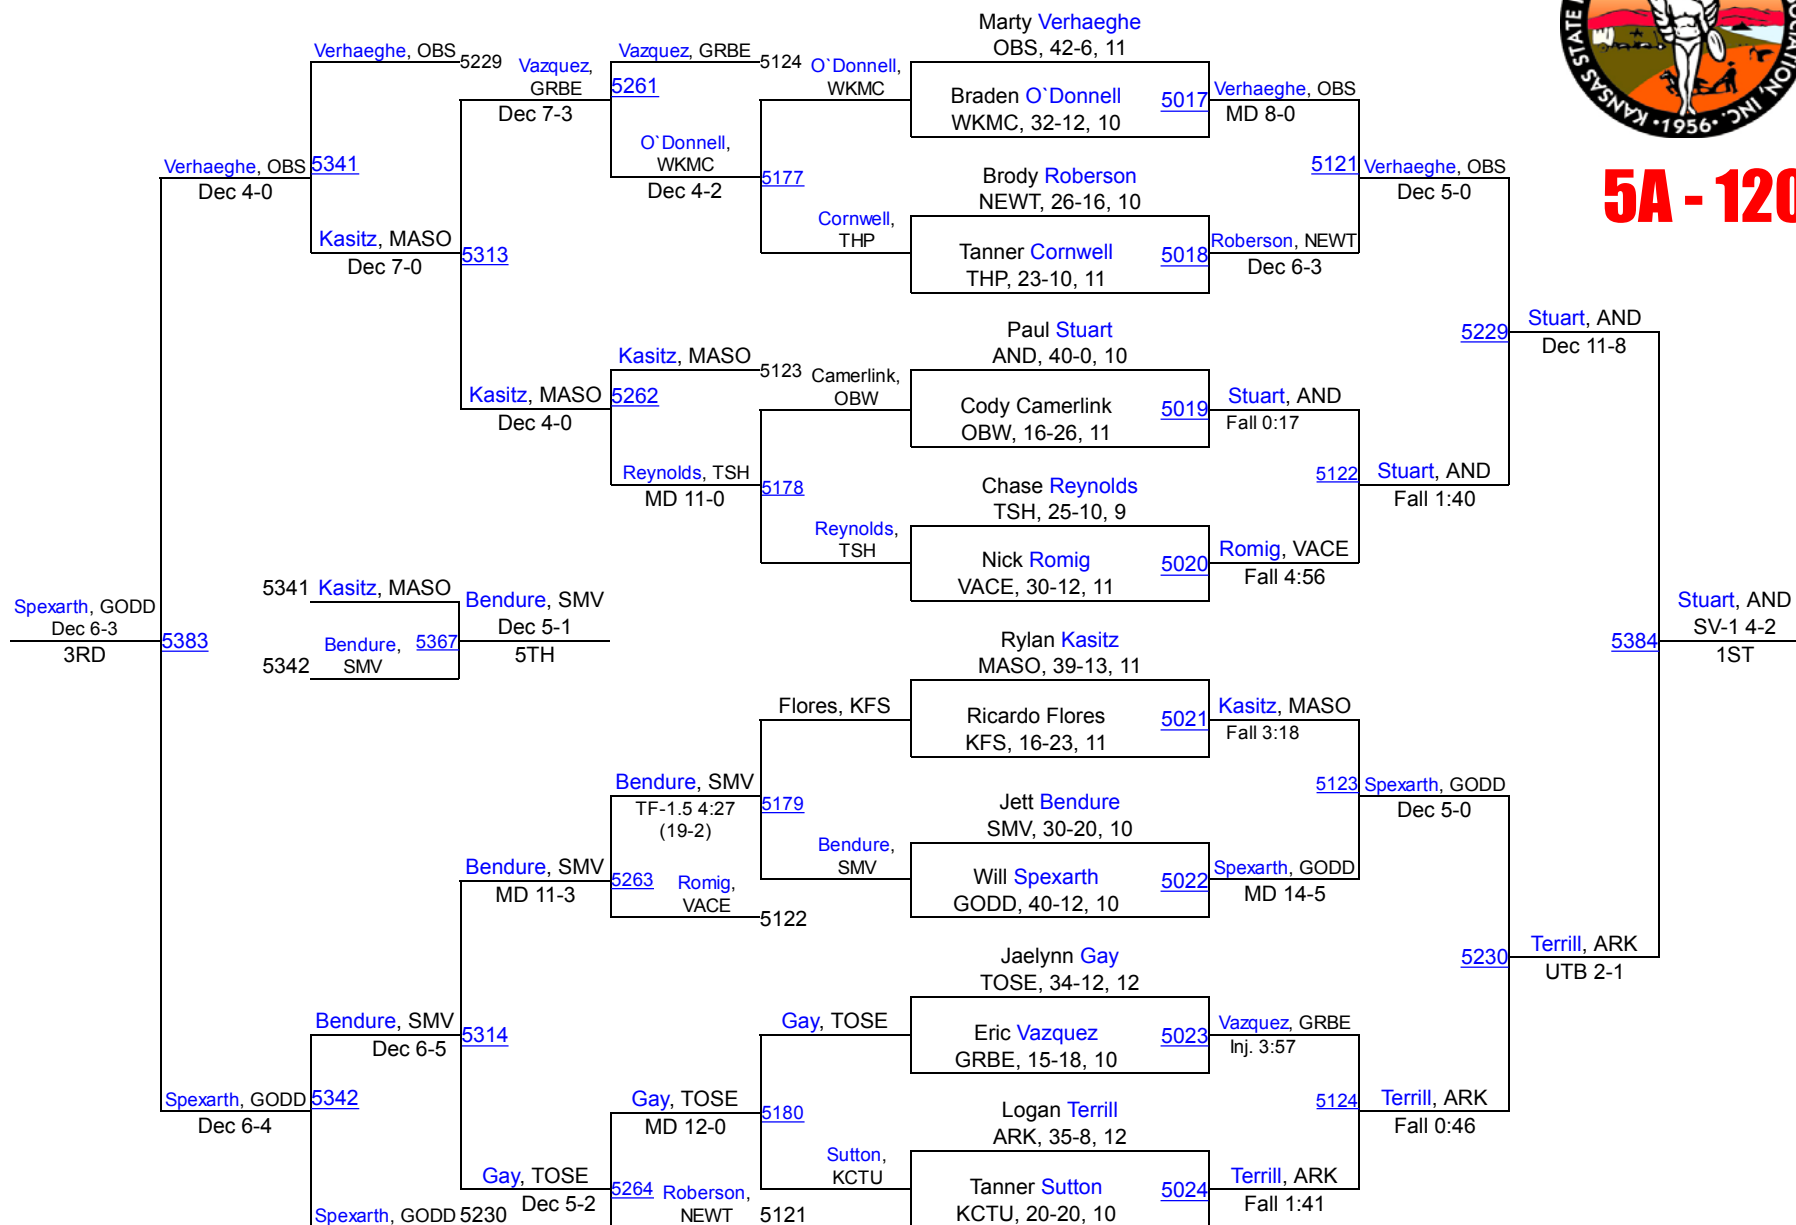 Marty Verhaeghe
OBS, 42-6, 11
Verhaeghe, OBS
5229
Vazquez,
GRBE
Dec 7-3
Vazquez, GRBE
5124
5261
O`Donnell,
WKMC
Braden O`Donnell
WKMC, 32-12, 10
5017
Verhaeghe, OBS
MD 8-0
KANSAS STATE
OCIATION, INC.
·1956·
O`Donnell,
WKMC
Dec 4-2
5177
Verhaeghe, OBS
Dec 4-0
5341
Brody Roberson
NEWT, 26-16, 10
5121
Verhaeghe, OBS
Dec 5-0
5A - 120
Kasitz, MASO
Dec 7-0
5313
Cornwell,
THP
Tanner Cornwell
THP, 23-10, 11
5018
Roberson, NEWT
Dec 6-3
Paul Stuart
AND, 40-0, 10
5229
Stuart, AND
Dec 11-8
Kasitz, MASO
5123
Camerlink,
OBW
Kasitz, MASO
Dec 4-0
5262
Cody Camerlink
OBW, 16-26, 11
5019
Stuart, AND
Fall 0:17
Reynolds, TSH
MD 11-0
5178
Chase Reynolds
TSH, 25-10, 9
5122
Stuart, AND
Fall 1:40
Reynolds,
TSH
Nick Romig
VACE, 30-12, 11
5020
Romig, VACE
Fall 4:56
5341
Kasitz, MASO
Bendure, SMV
Dec 5-1
5TH
Spexarth, GODD
Dec 6-3
3RD
5383
5342
Bendure,
SMV
5367
Rylan Kasitz
MASO, 39-13, 11
5384
Stuart, AND
SV-1 4-2
1ST
Flores, KFS
Ricardo Flores
KFS, 16-23, 11
5021
Kasitz, MASO
Fall 3:18
Bendure, SMV
TF-1.5 4:27
(19-2)
5179
Jett Bendure
SMV, 30-20, 10
5123
Spexarth, GODD
Dec 5-0
Bendure,
SMV
Bendure, SMV
MD 11-3
5263
Romig,
VACE
5122
Will Spexarth
GODD, 40-12, 10
5022
Spexarth, GODD
MD 14-5
Jaelynn Gay
TOSE, 34-12, 12
5230
Terrill, ARK
UTB 2-1
Bendure, SMV
Dec 6-5
5314
Gay, TOSE
Eric Vazquez
GRBE, 15-18, 10
5023
Vazquez, GRBE
Inj. 3:57
Spexarth, GODD
Dec 6-4
5342
Gay, TOSE
MD 12-0
5180
Logan Terrill
ARK, 35-8, 12
5124
Terrill, ARK
Fall 0:46
Sutton,
KCTU
Gay, TOSE
Dec 5-2
5264
Roberson,
NEWT
5121
Tanner Sutton
KCTU, 20-20, 10
5024
Terrill, ARK
Fall 1:41
Spexarth, GODD
5230